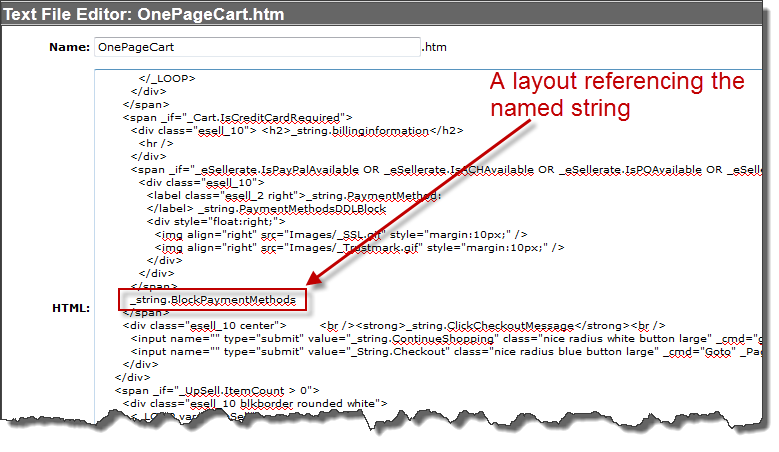 Text File Editor: OnePageCart.htm
Name: OnePageCart .htm
A layout referencing the
named string
HTML:
</_LOOP>
</div>
</span>
<span _if="_Cart.IsCreditCardRequired">
<div class="esell_10"> <h2>_string.billinginformation</h2>
<hr />
</div>
<span _if="_eSellerate.IsPayPalAvailable OR _eSellerate.IsACHAvailable OR _eSellerate.IsPOAvailable OR _eSell
<div class="esell_10">
<label class="esell_2 right">_string.PaymentMethod:
</label> _string.PaymentMethodsDDLBlock
<div style="float:right;">
<img align="right" src="Images/_SSL.gif" style="margin:10px;" />
<img align="right" src="Images/_Trustmark.gif" style="margin:10px;" />
</div>
</div>
</span>
_string.BlockPaymentMethods
</span>
<div class="esell_10 center"> <br /><strong>_string.ClickCheckoutMessage</strong><br />
<input name="" type="submit" value="_string.ContinueShopping" class="nice radius white button large" _cmd="g
<input name="" type="submit" value="_String.Checkout" class="nice radius blue button large" _cmd="Goto" _Pag
</div>
</div>
<span _if="_UpSell.ItemCount > 0">
<div class="esell_10 blkborder rounded white">